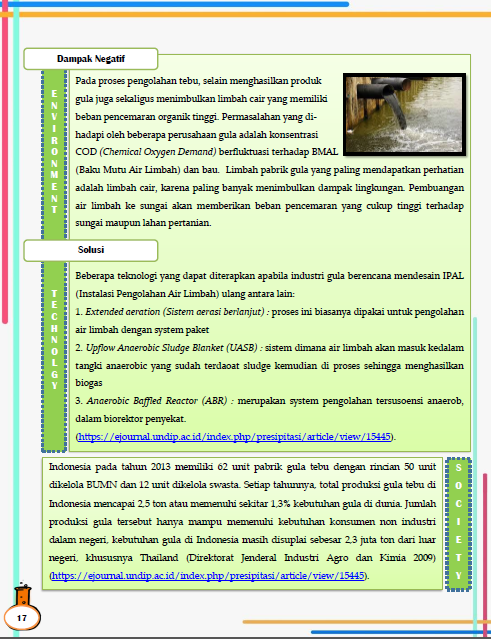 Dampak Negatif
ENVIRONMENT
Pada proses pengolahan tebu, selain menghasilkan produk
gula juga sekaligus menimbulkan limbah cair yang memiliki
beban pencemaran organik tinggi. Permasalahan yang di-
hadapi oleh beberapa perusahaan gula adalah konsentrasi
COD (Chemical Oxygen Demand) berfluktuasi terhadap BMAL
(Baku Mutu Air Limbah) dan bau. Limbah pabrik gula yang paling mendapatkan perhatian
adalah limbah cair, karena paling banyak menimbulkan dampak lingkungan. Pembuangan
air limbah ke sungai akan memberikan beban pencemaran yang cukup tinggi terhadap
sungai maupun lahan pertanian.
Solusi
TECHNOLGY
Beberapa teknologi yang dapat diterapkan apabila industri gula berencana mendesain IPAL
(Instalasi Pengolahan Air Limbah) ulang antara lain:
1. Extended aeration (Sistem aerasi berlanjut) : proses ini biasanya dipakai untuk pengolahan
air limbah dengan system paket
2. Upflow Anaerobic Sludge Blanket (UASB) : sistem dimana air limbah akan masuk kedalam
tangki anaerobic yang sudah terdaoat sludge kemudian di proses sehingga menghasilkan
biogas
3. Anaerobic Baffled Reactor (ABR) : merupakan system pengolahan tersusoensi anaerob,
dalam biorektor penyekat.
(https://ejournal.undip.ac.id/index.php/presipitasi/article/view/15445).
Indonesia pada tahun 2013 memiliki 62 unit pabrik gula tebu dengan rincian 50 unit
dikelola BUMN dan 12 unit dikelola swasta. Setiap tahunnya, total produksi gula tebu di
Indonesia mencapai 2,5 ton atau memenuhi sekitar 1,3% kebutuhan gula di dunia. Jumlah
produksi gula tersebut hanya mampu memenuhi kebutuhan konsumen non industri
dalam negeri, kebutuhan gula di Indonesia masih disuplai sebesar 2,3 juta ton dari luar
negeri, khususnya Thailand (Direktorat Jenderal Industri Agro dan Kimia 2009)
(https://ejournal.undip.ac.id/index.php/presipitasi/article/view/15445).
SOCIETY
17